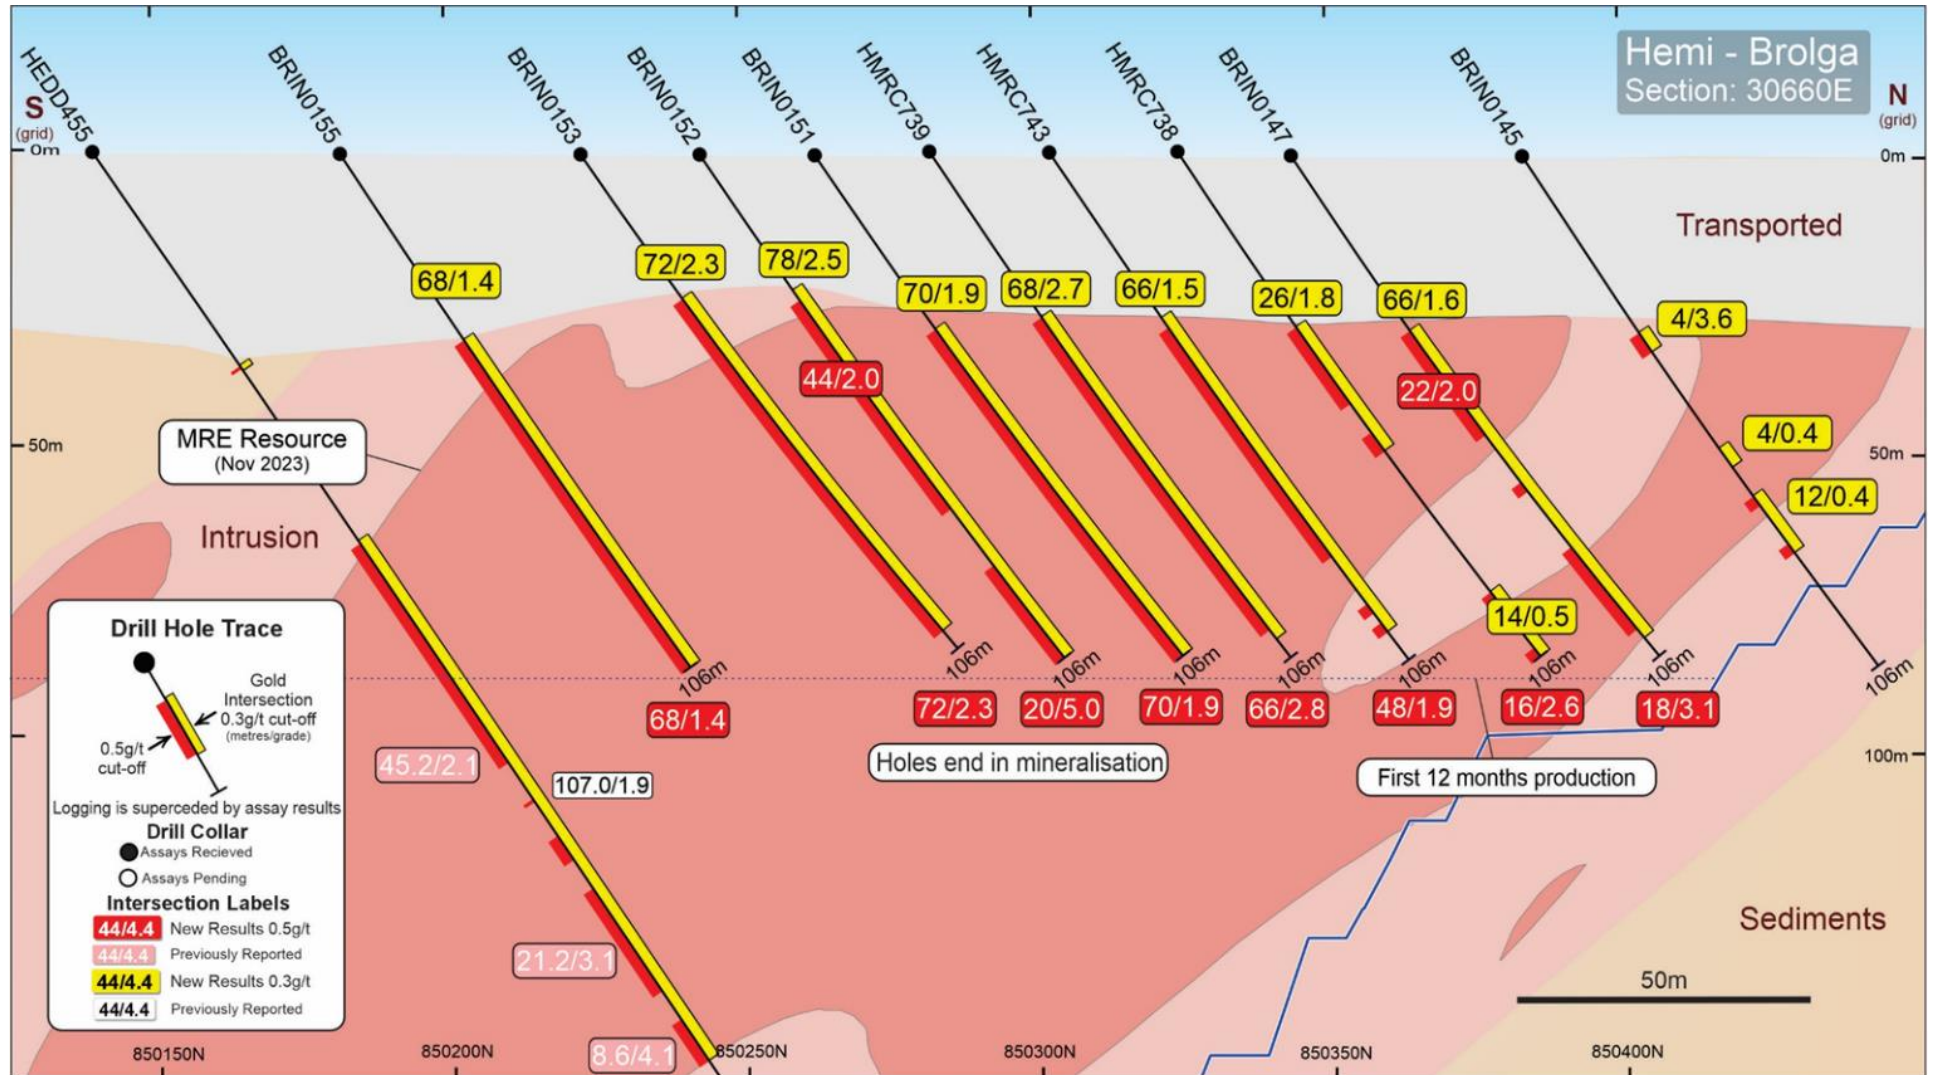 Hemi - Brolga
Section: 30660E
S
(grid)
N
(grid)
HEDD455
BRIN0155
BRIN0153
BRIN0152
BRIN0151
HMRC739
HMRC743
HMRC738
BRIN0147
BRIN0145
0m
0m
Transported
68/1.4
72/2.3
78/2.5
70/1.9
68/2.7
66/1.5
26/1.8
66/1.6
4/3.6
44/2.0
22/2.0
4/0.4
50m
50m
MRE Resource
(Nov 2023)
12/0.4
Intrusion
14/0.5
106m
106m
106m
106m
106m
106m
106m
106m
106m
68/1.4
72/2.3
20/5.0
70/1.9
66/2.8
48/1.9
16/2.6
18/3.1
45.2/2.1
107.0/1.9
Holes end in mineralisation
First 12 months production
100m
21.2/3.1
8.6/4.1
Sediments
50m
Drill Hole Trace
Gold
Intersection
0.3g/t cut-off
(metres/grade)
0.5g/t
cut-off
Logging is superceded by assay results
Drill Collar
Assays Recieved
Assays Pending
Intersection Labels
44/4.4 New Results 0.5g/t
44/4.4 Previously Reported
44/4.4 New Results 0.3g/t
44/4.4 Previously Reported
850150N
850200N
850250N
850300N
850350N
850400N